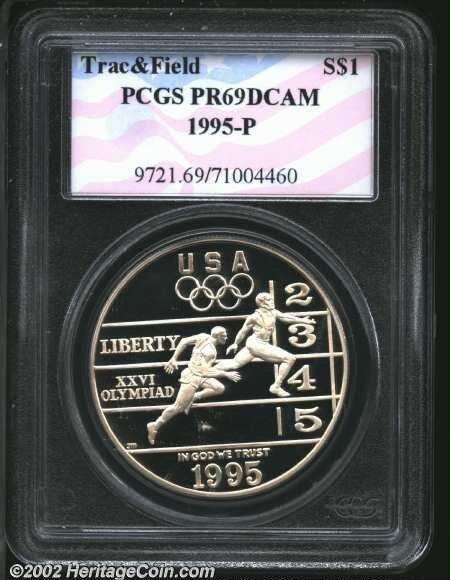 Trac&Field S$1
PCGS PR69DCAM
1995-P
9721.69/71004460
USA
2
LIBERTY 3
XXVI 4
OLYMPIAD
5
JM
IN GOD WE TRUST
1995
©2002 HeritageCoin.com